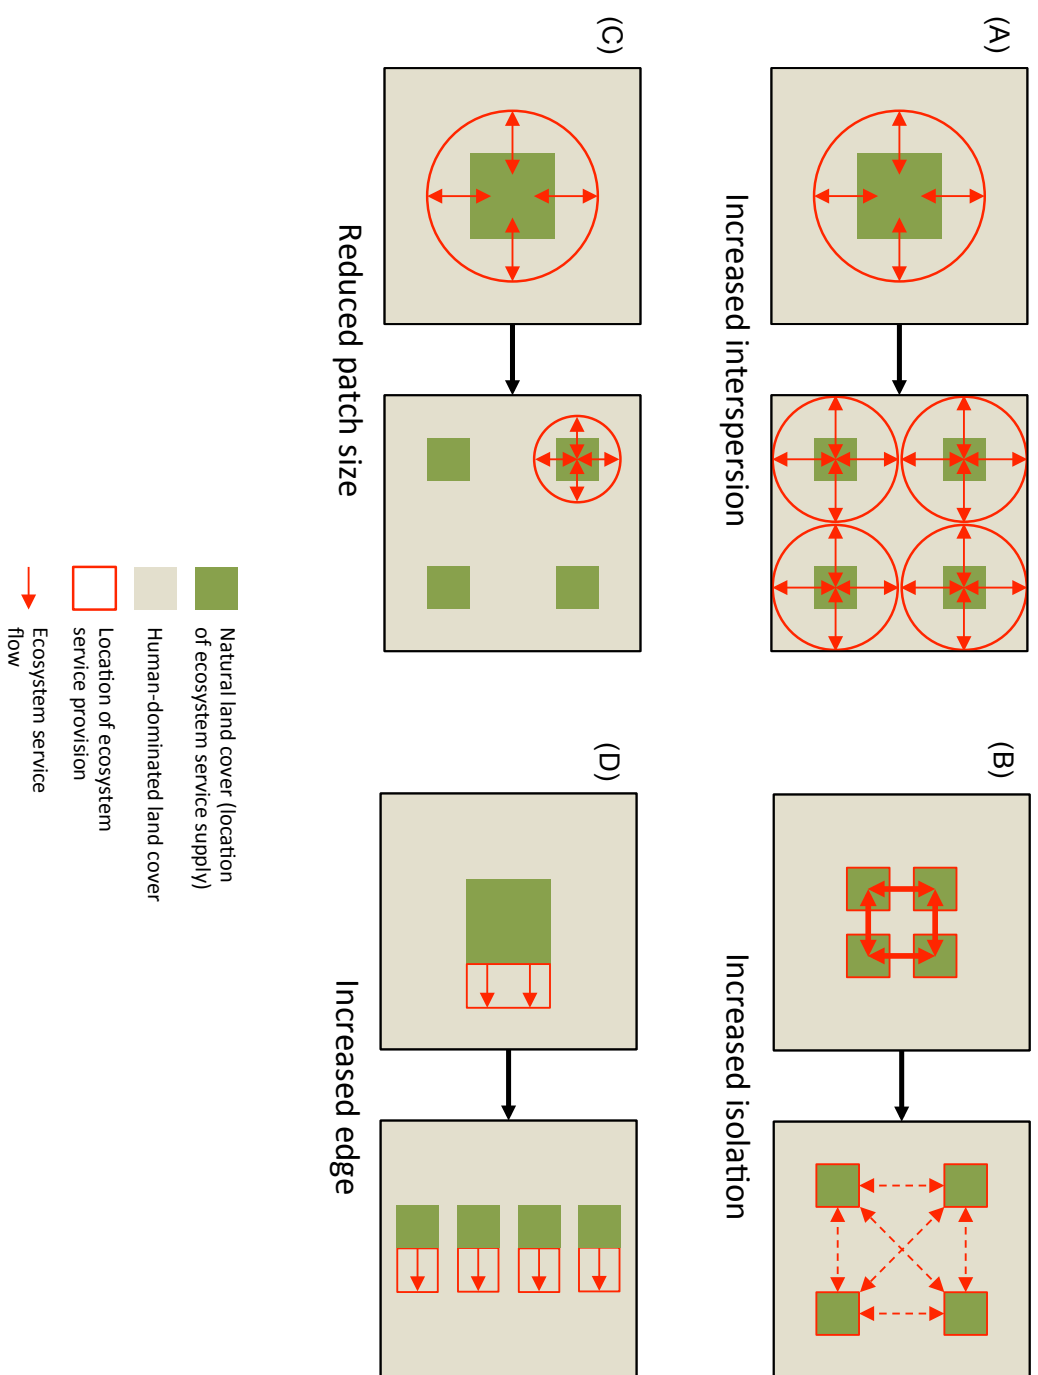 (A)
Increased interspersion
(B)
Increased isolation
(C)
Reduced patch size
(D)
Increased edge
Natural land cover (location
of ecosystem service supply)
Human-dominated land cover
Location of ecosystem
service provision
Ecosystem service
flow